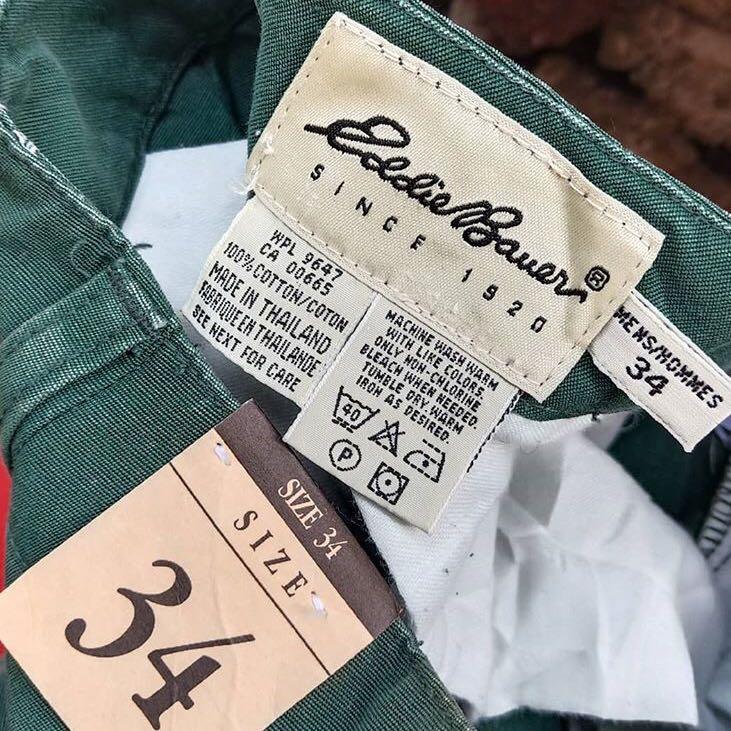 Eddie Bauer®
SINCE 1920
WPL 9647
CA 00665
100% COTTON/COTON
MADE IN THAILAND
FABRIQUE EN THAILANDE
SEE NEXT FOR CARE
MACHINE WASH WARM
WITH LIKE COLORS.
ONLY NON-CHLORINE
BLEACH WHEN NEEDED.
TUMBLE DRY. WARM
IRON AS DESIRED.
40
P
MENS/HOMMES
34
SIZE 34
SIZE
34